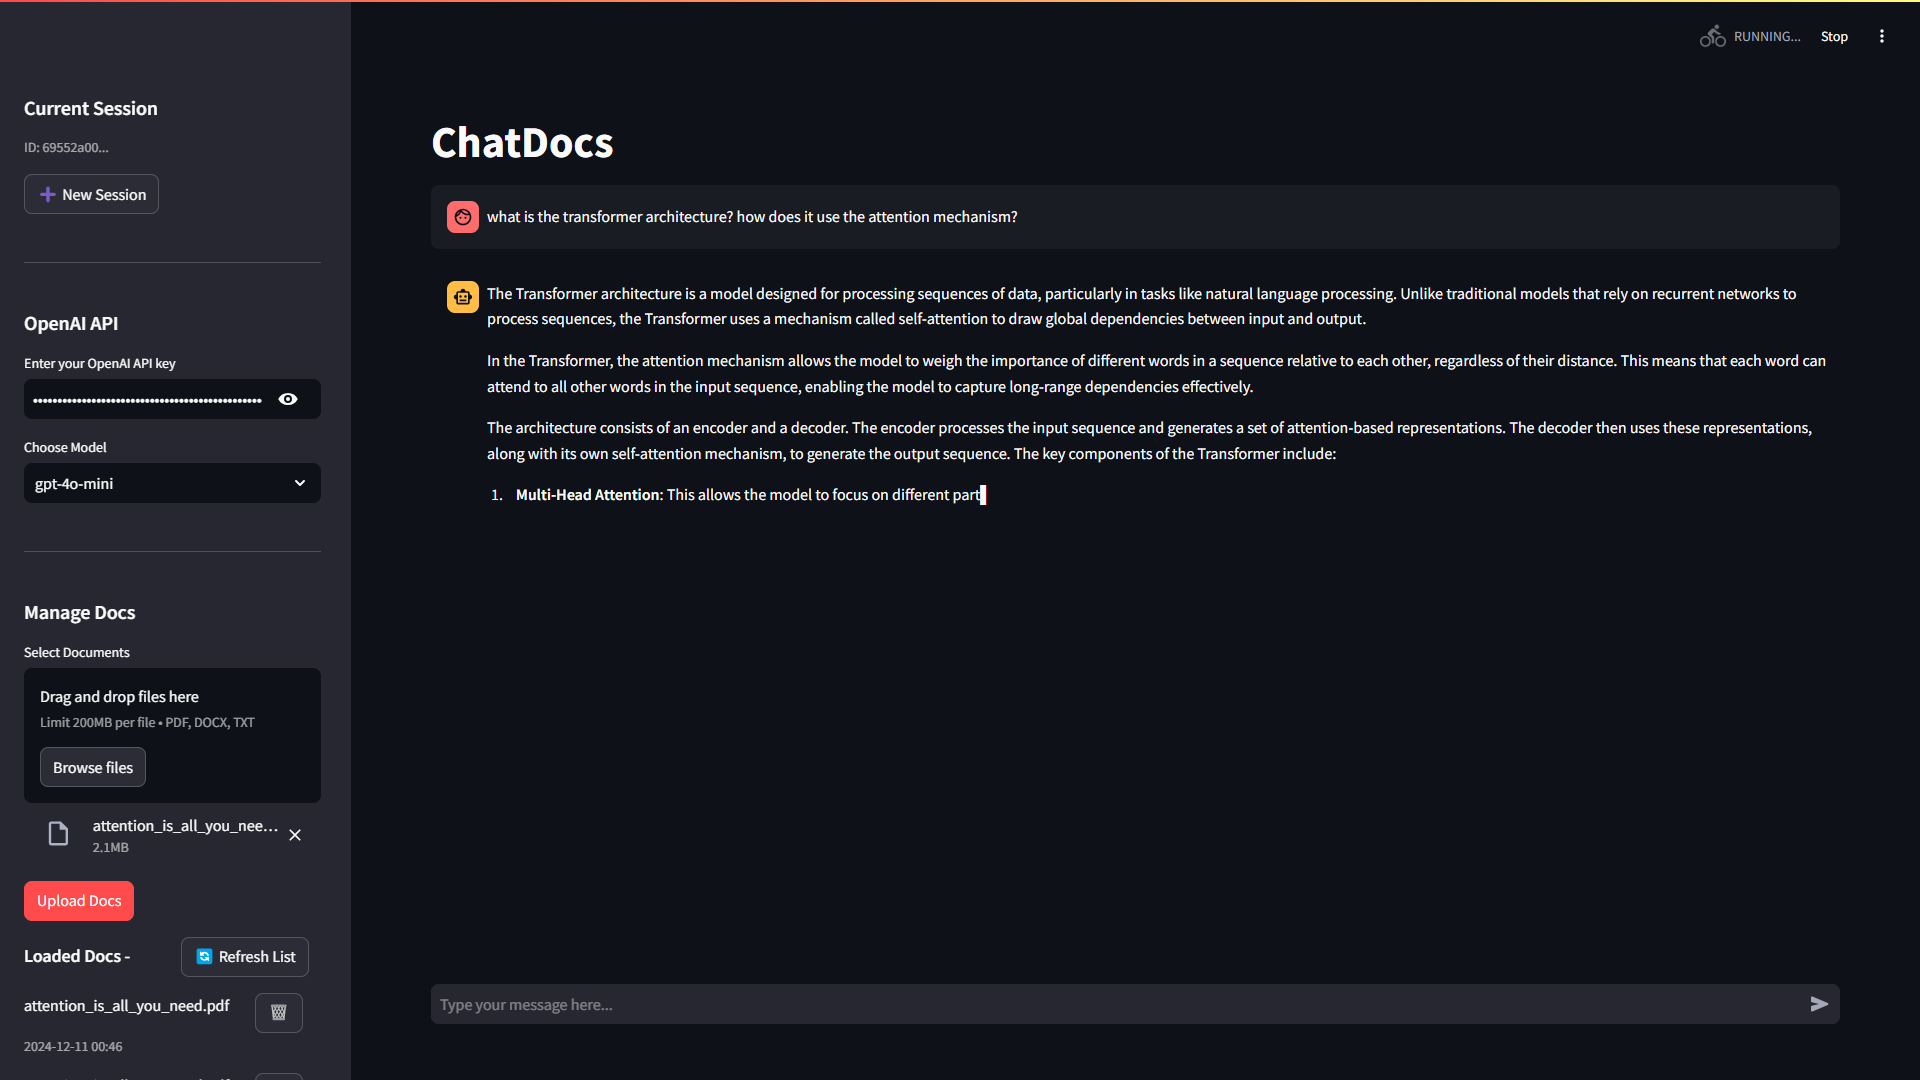 RUNNING...
Stop
Current Session
ID: 69552a00...
New Session
OpenAI API
Enter your OpenAI API key
••••••••••••••••••••••••••••••••••••••••••••••••
Choose Model
gpt-4o-mini
Manage Docs
Select Documents
Drag and drop files here
Limit 200MB per file • PDF, DOCX, TXT
Browse files
attention_is_all_you_nee...
2.1MB
Upload Docs
Loaded Docs -
Refresh List
attention_is_all_you_need.pdf
2024-12-11 00:46
ChatDocs
what is the transformer architecture? how does it use the attention mechanism?
The Transformer architecture is a model designed for processing sequences of data, particularly in tasks like natural language processing. Unlike traditional models that rely on recurrent networks to
process sequences, the Transformer uses a mechanism called self-attention to draw global dependencies between input and output.
In the Transformer, the attention mechanism allows the model to weigh the importance of different words in a sequence relative to each other, regardless of their distance. This means that each word can
attend to all other words in the input sequence, enabling the model to capture long-range dependencies effectively.
The architecture consists of an encoder and a decoder. The encoder processes the input sequence and generates a set of attention-based representations. The decoder then uses these representations,
along with its own self-attention mechanism, to generate the output sequence. The key components of the Transformer include:
1. Multi-Head Attention: This allows the model to focus on different part
Type your message here...